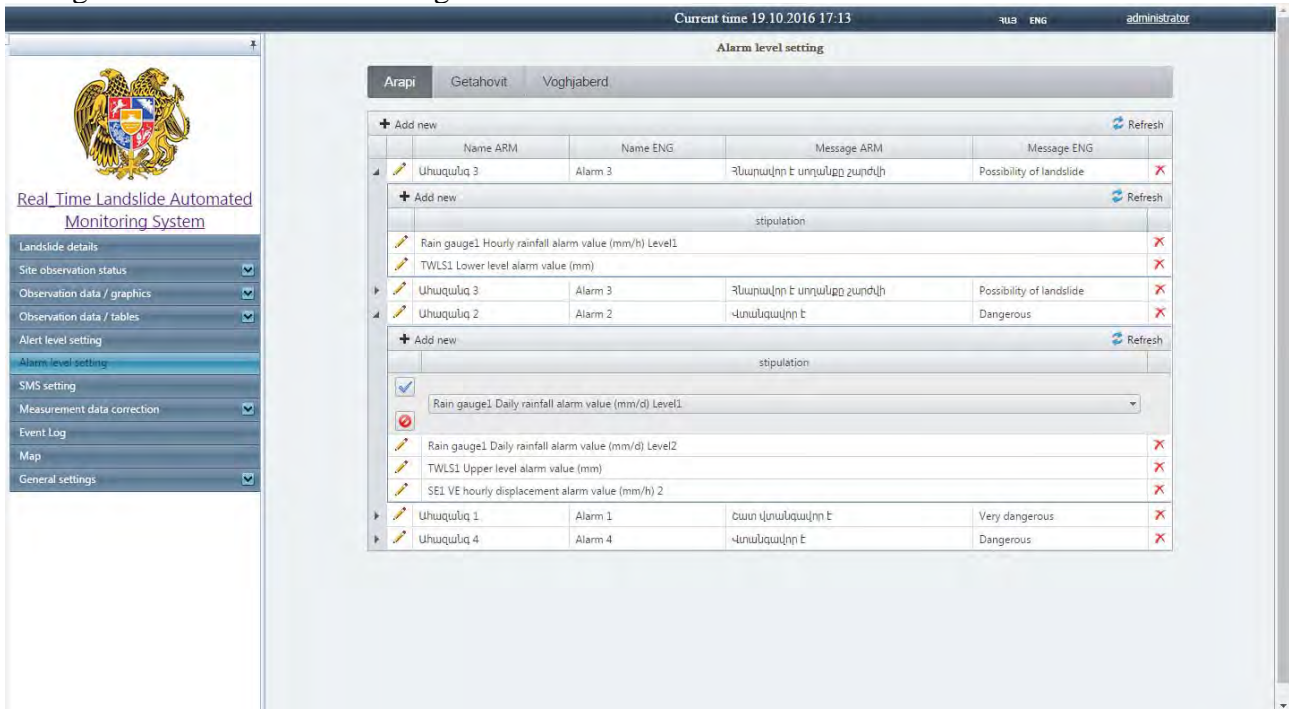 Current time 19.10.2016 17:13 ՀԱՅ ENG administrator
Alarm level setting
Arapi Getahovit Voghjaberd
Real_Time Landslide Automated
Monitoring System
Landslide details
Site observation status
Observation data / graphics
Observation data / tables
Alert level setting
Alarm level setting
SMS setting
Measurement data correction
Event Log
Map
General settings
Add new Refresh
Name ARM Name ENG Message ARM Message ENG
Ահազանգ 3 Alarm 3 Հնարավոր է սողանքը շարժվի Possibility of landslide
Add new Refresh
stipulation
Rain gauge1 Hourly rainfall alarm value (mm/h) Level1
TWLS1 Lower level alarm value (mm)
Ահազանգ 3 Alarm 3 Հնարավոր է սողանքը շարժվի Possibility of landslide
Ահազանգ 2 Alarm 2 Վտանգավոր է Dangerous
Add new Refresh
stipulation
Rain gauge1 Daily rainfall alarm value (mm/d) Level1
Rain gauge1 Daily rainfall alarm value (mm/d) Level2
TWLS1 Upper level alarm value (mm)
SE1 VE hourly displacement alarm value (mm/h) 2
Ահազանգ 1 Alarm 1 Շատ վտանգավոր է Very dangerous
Ահազանգ 4 Alarm 4 Վտանգավոր է Dangerous